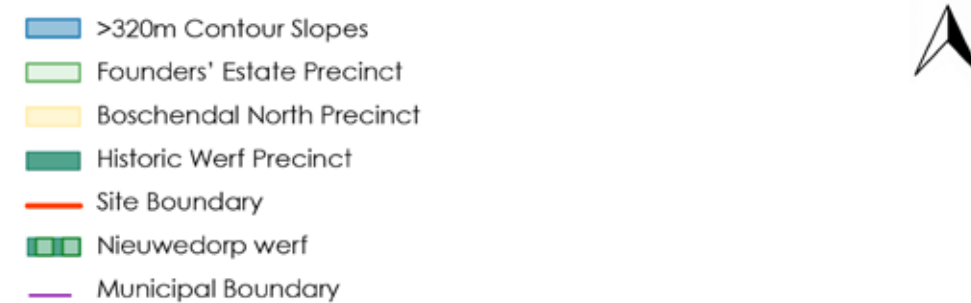 >320m Contour Slopes
Founders' Estate Precinct
Boschendal North Precinct
Historic Werf Precinct
Site Boundary
Nieuwedorp werf
Municipal Boundary